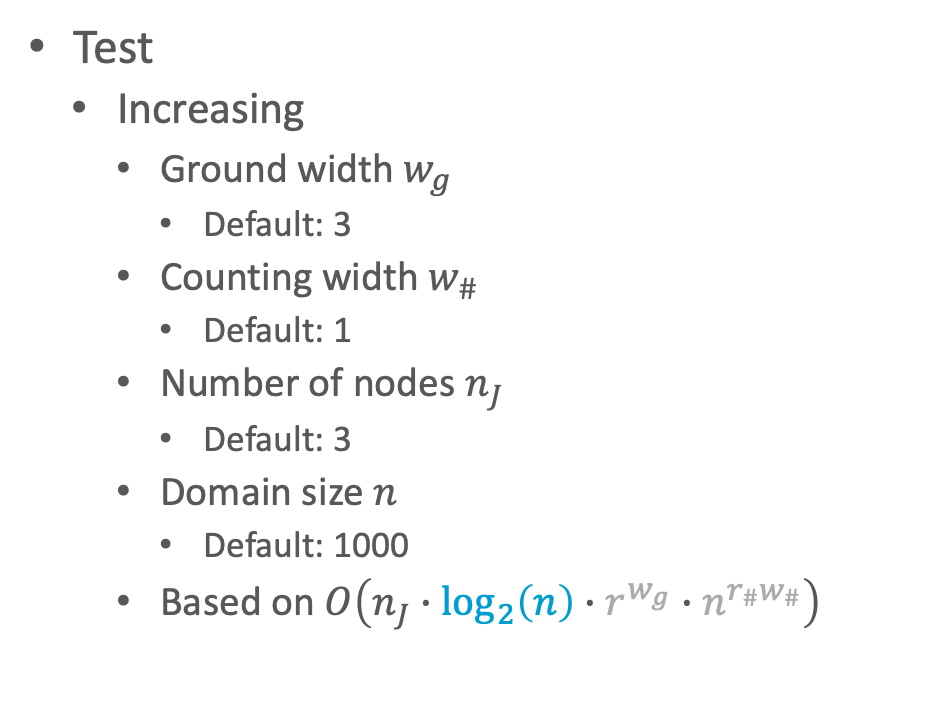 • Test
• Increasing
• Ground width $w_g$
• Default: 3
• Counting width $w_\#$
• Default: 1
• Number of nodes $n_J$
• Default: 3
• Domain size $n$
• Default: 1000
• Based on $O\left(n_J \cdot \log_2(n) \cdot r^{w_g} \cdot n^{r_\# w_\#}\right)$